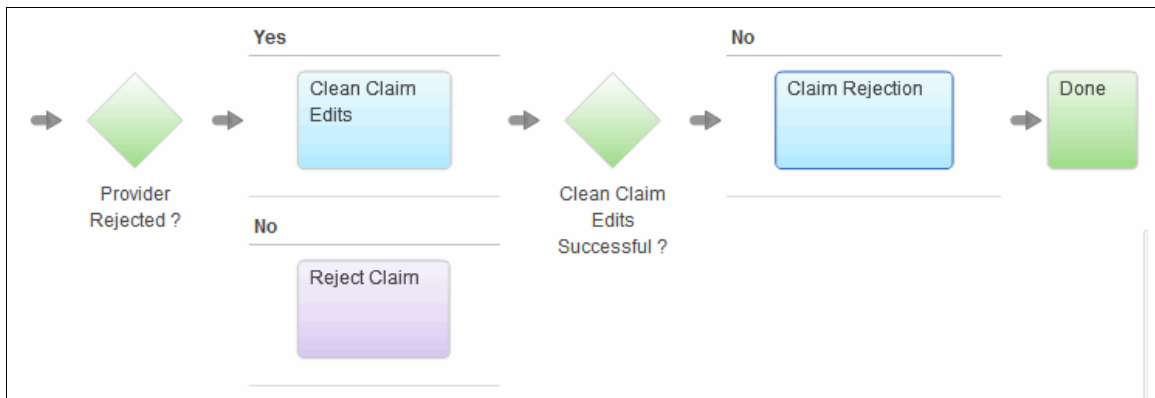 Yes
No
Clean Claim
Edits
Claim Rejection
Done
Provider
Rejected ?
Clean Claim
Edits
Successful ?
No
Reject Claim